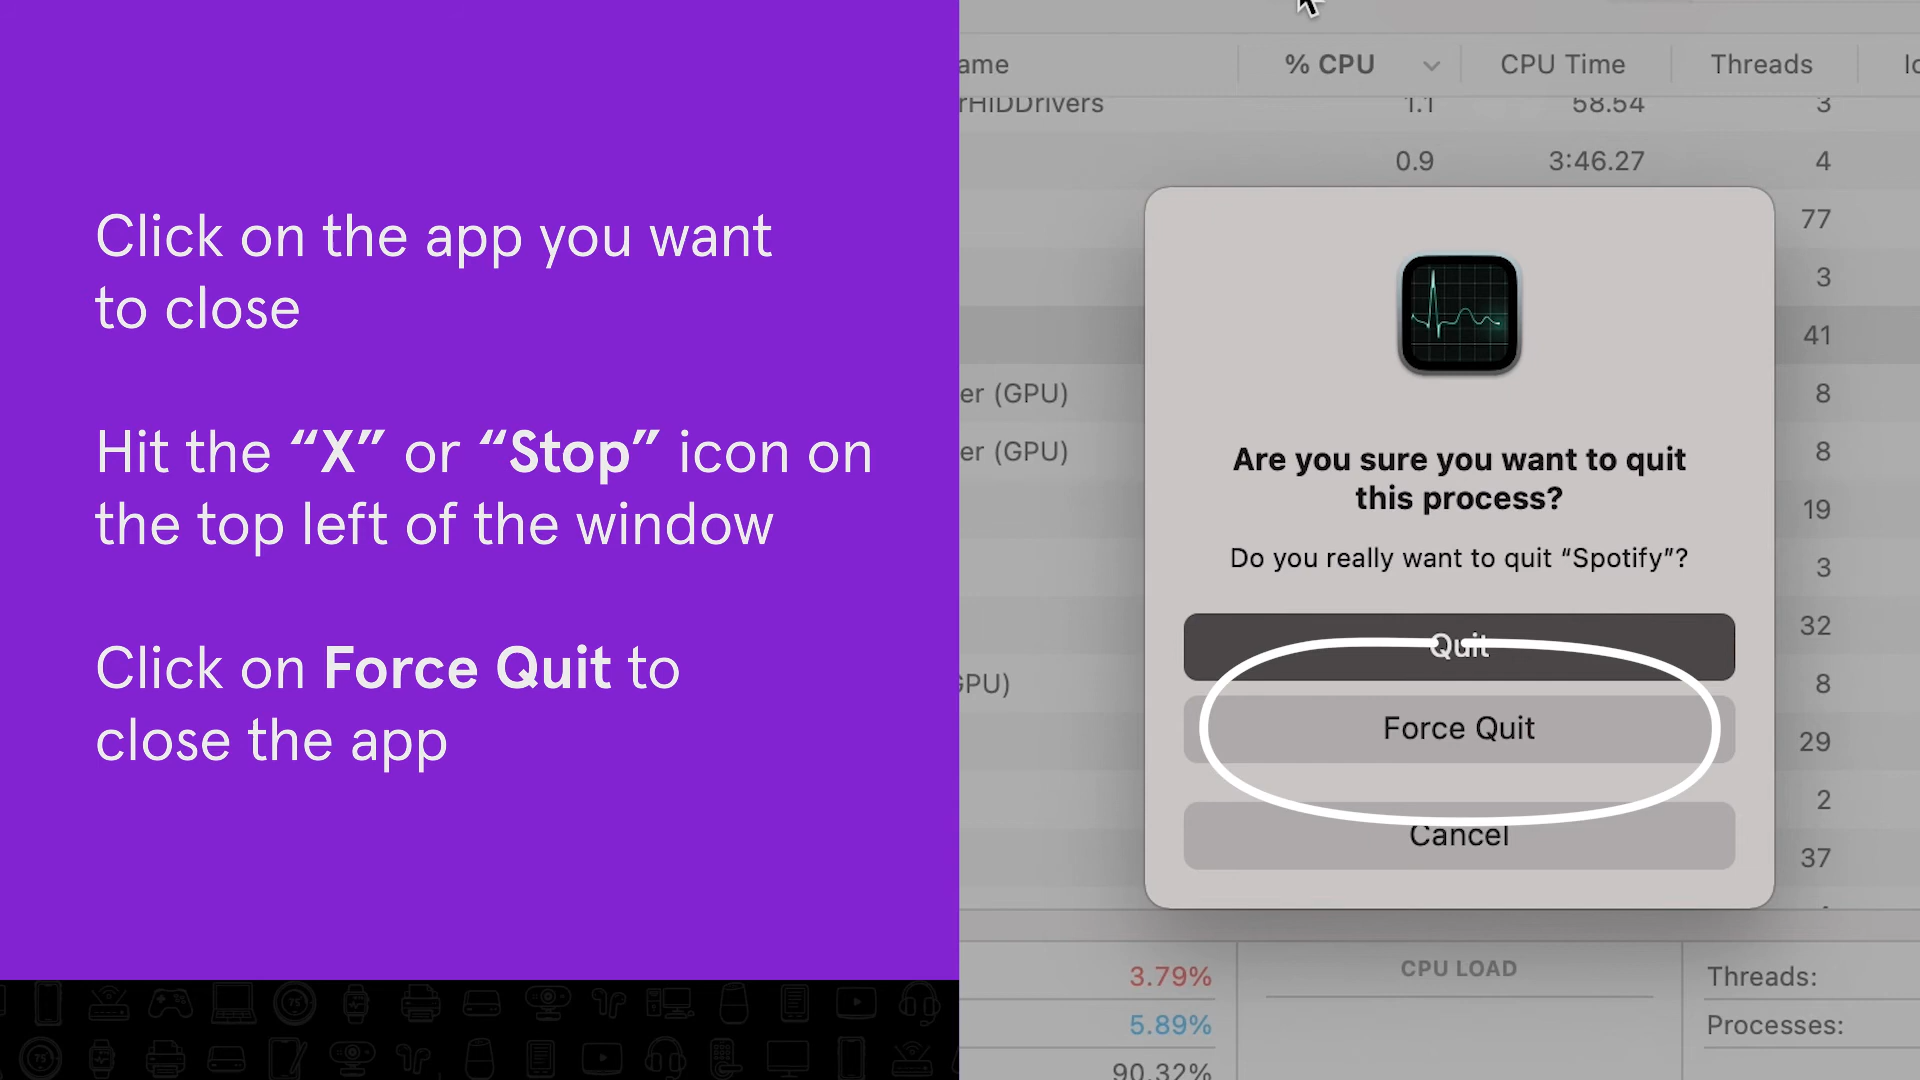 Click on the app you want
to close
Hit the “X” or “Stop” icon on
the top left of the window
Click on Force Quit to
close the app
ame % CPU CPU Time Threads
rHIDDrivers 1.1 58.54 3
0.9 3:46.27 4
77
3
41
er (GPU) 8
er (GPU) 8
19
3
32
GPU) 8
29
2
37
Are you sure you want to quit
this process?
Do you really want to quit “Spotify”?
Quit
Force Quit
Cancel
3.79% CPU LOAD Threads:
5.89% Processes:
90.32%